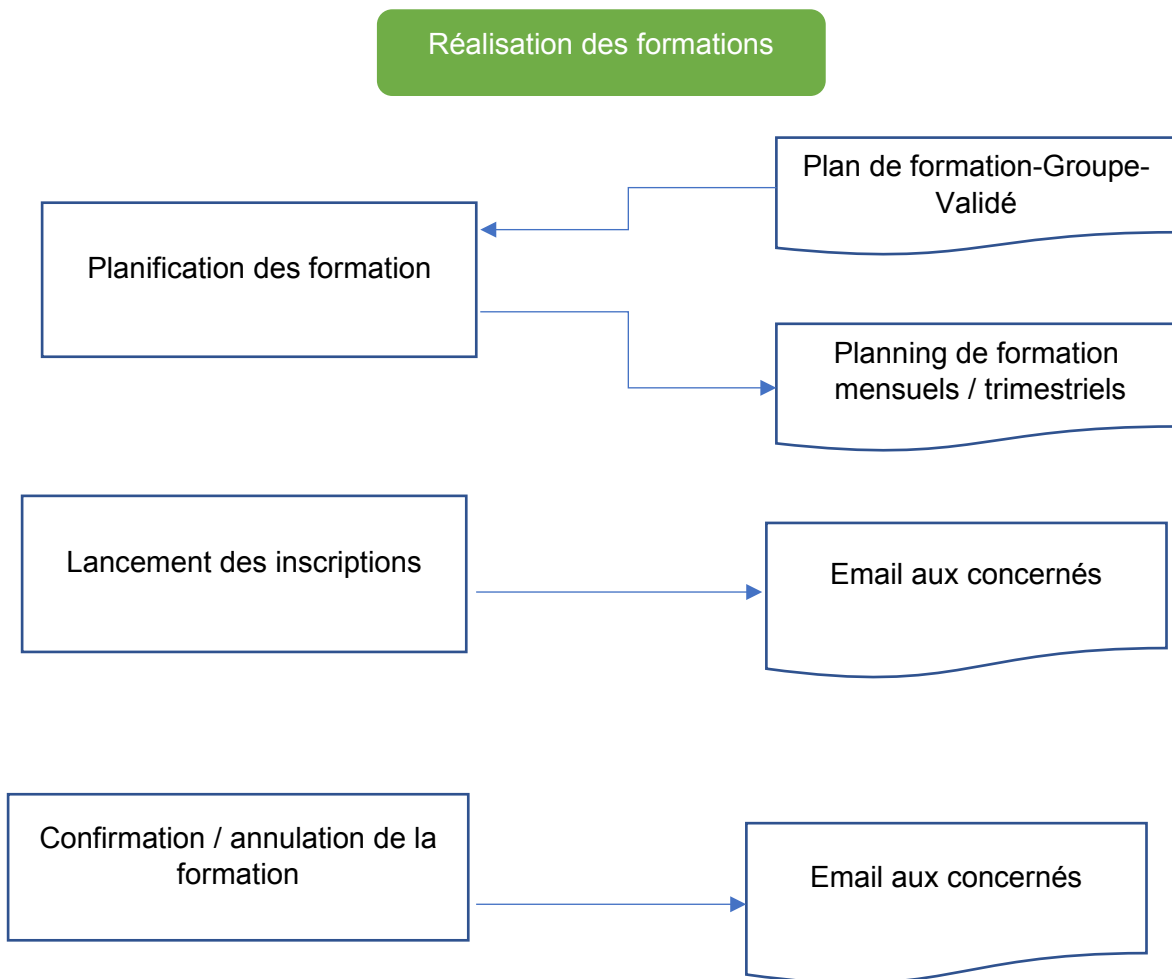 Réalisation des formations
Plan de formation-Groupe-
Validé
Planification des formation
Planning de formation
mensuels / trimestriels
Lancement des inscriptions
Email aux concernés
Confirmation / annulation de la
formation
Email aux concernés